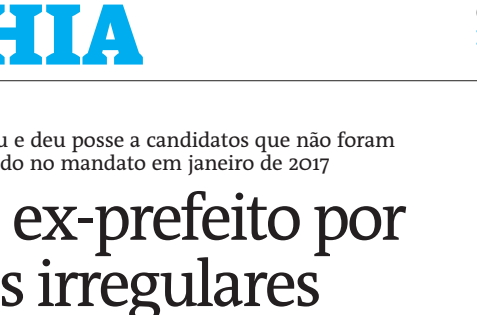 HIA
u e deu posse a candidatos que não foram
do no mandato em janeiro de 2017
ex-prefeito por
s irregulares